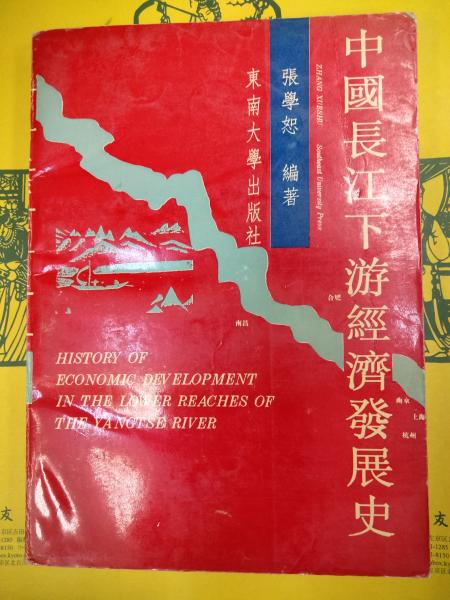 中國長江下游經濟發展史
ZHANG XUESHU
Southeast University Press
張學恕 編著
東南大學出版社
合肥
南昌
南京
上海
杭州
HISTORY OF
ECONOMIC DEVELOPMENT
IN THE LOWER REACHES OF
THE YANGTSE RIVER
友
友